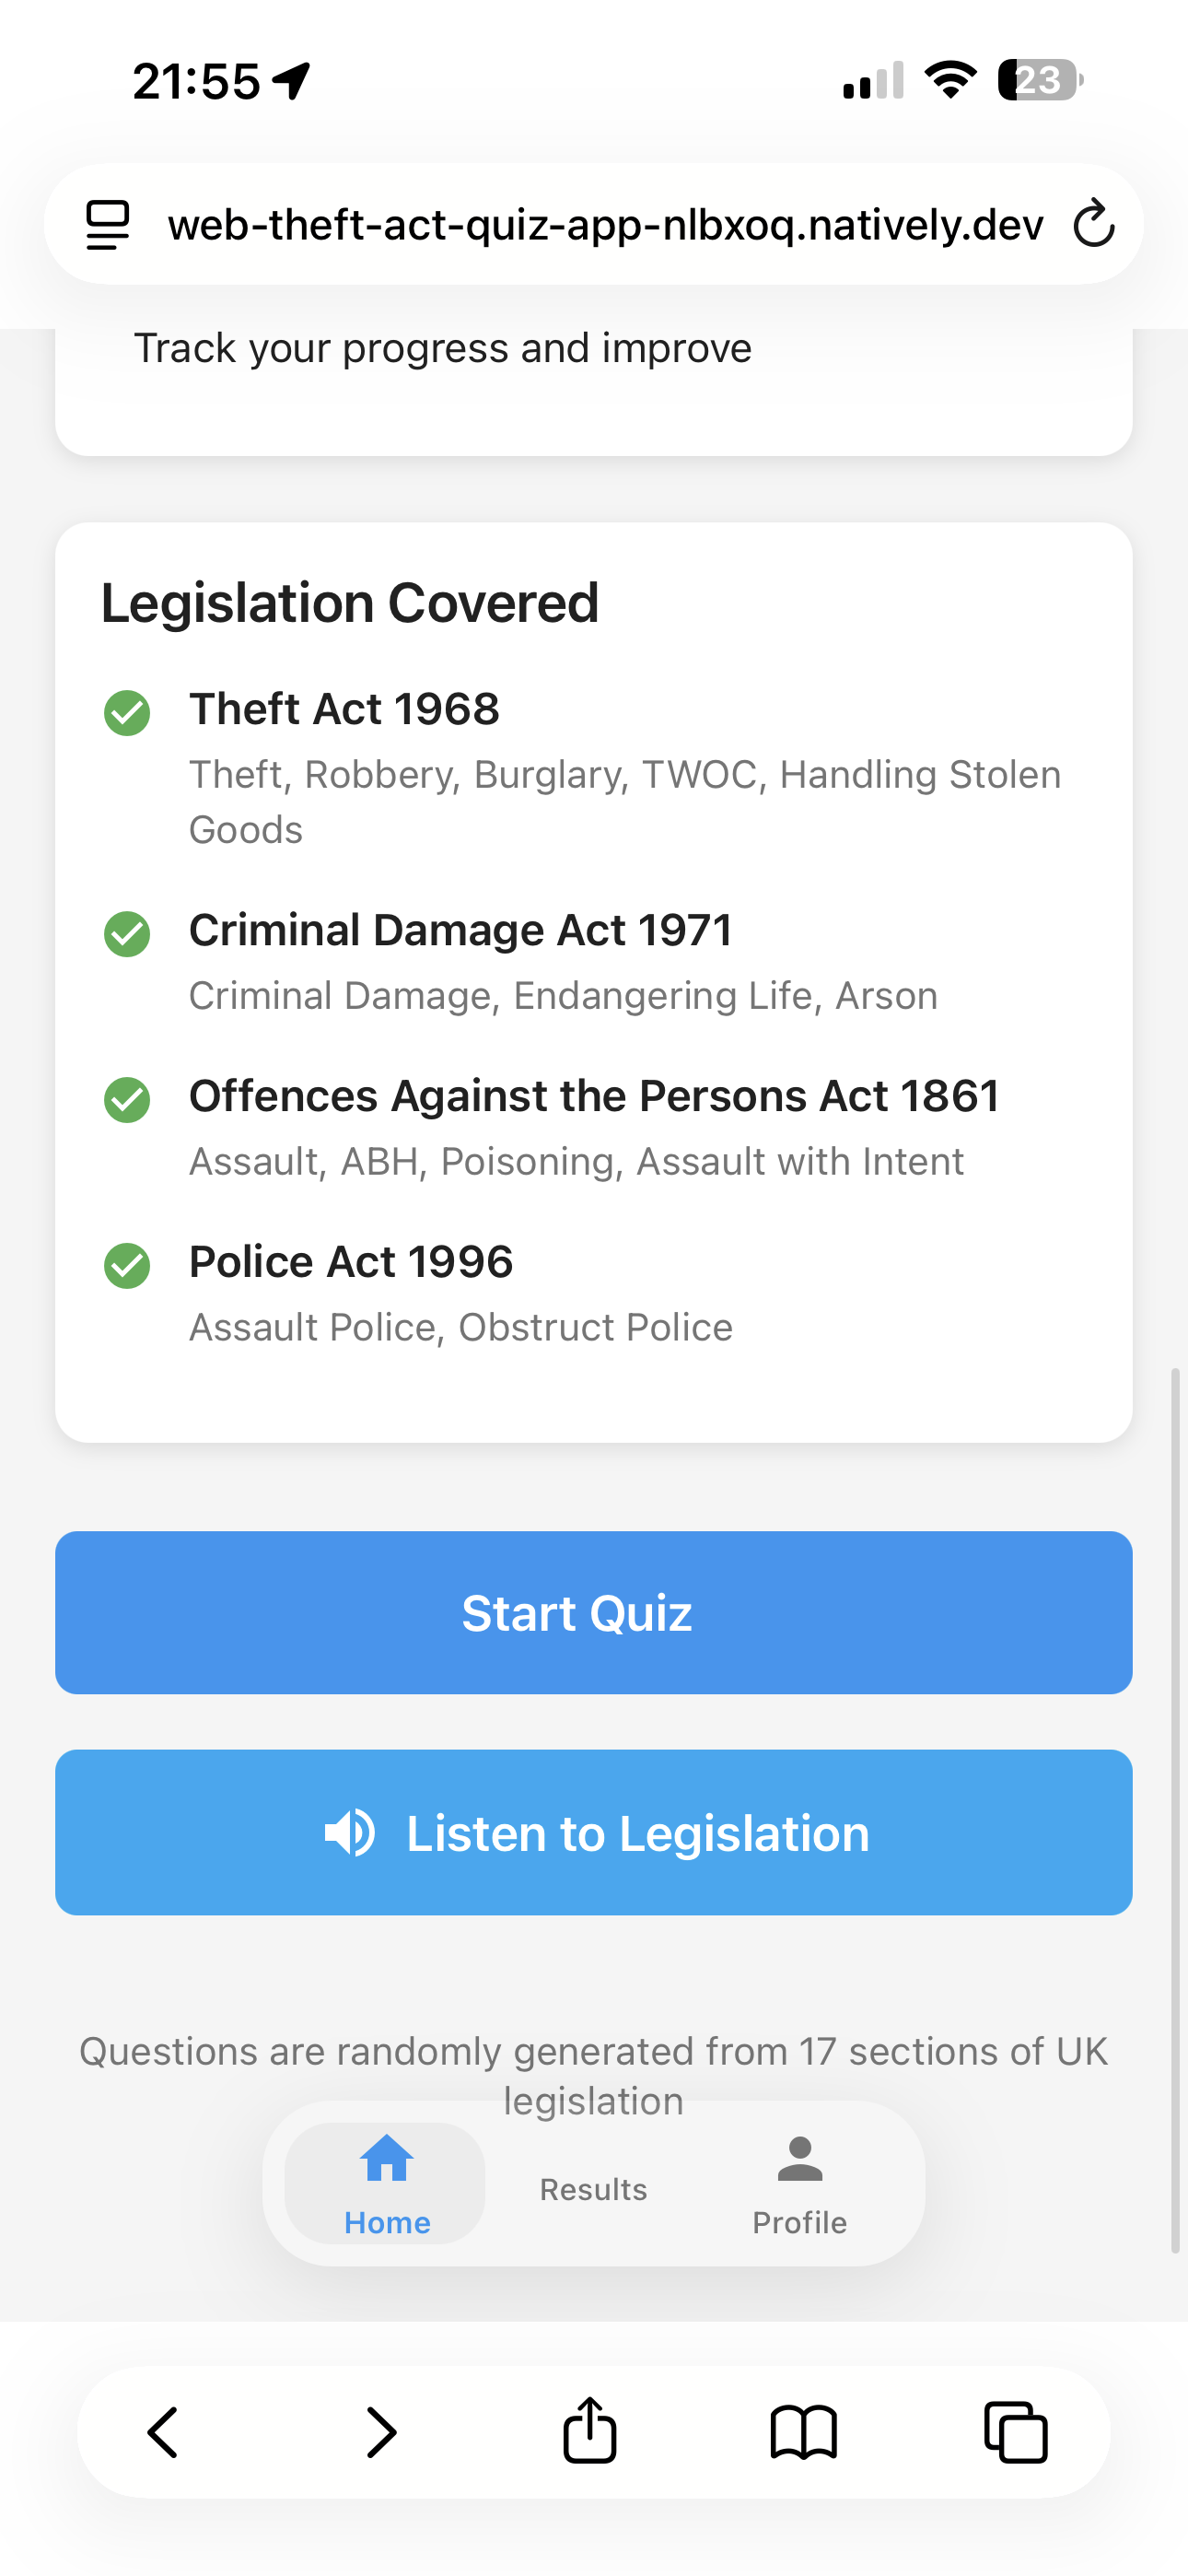 21:55
23
web-theft-act-quiz-app-nlbxoq.natively.dev
Track your progress and improve
Legislation Covered
Theft Act 1968
Theft, Robbery, Burglary, TWOC, Handling Stolen
Goods
Criminal Damage Act 1971
Criminal Damage, Endangering Life, Arson
Offences Against the Persons Act 1861
Assault, ABH, Poisoning, Assault with Intent
Police Act 1996
Assault Police, Obstruct Police
Start Quiz
Listen to Legislation
Questions are randomly generated from 17 sections of UK
legislation
Home
Results
Profile